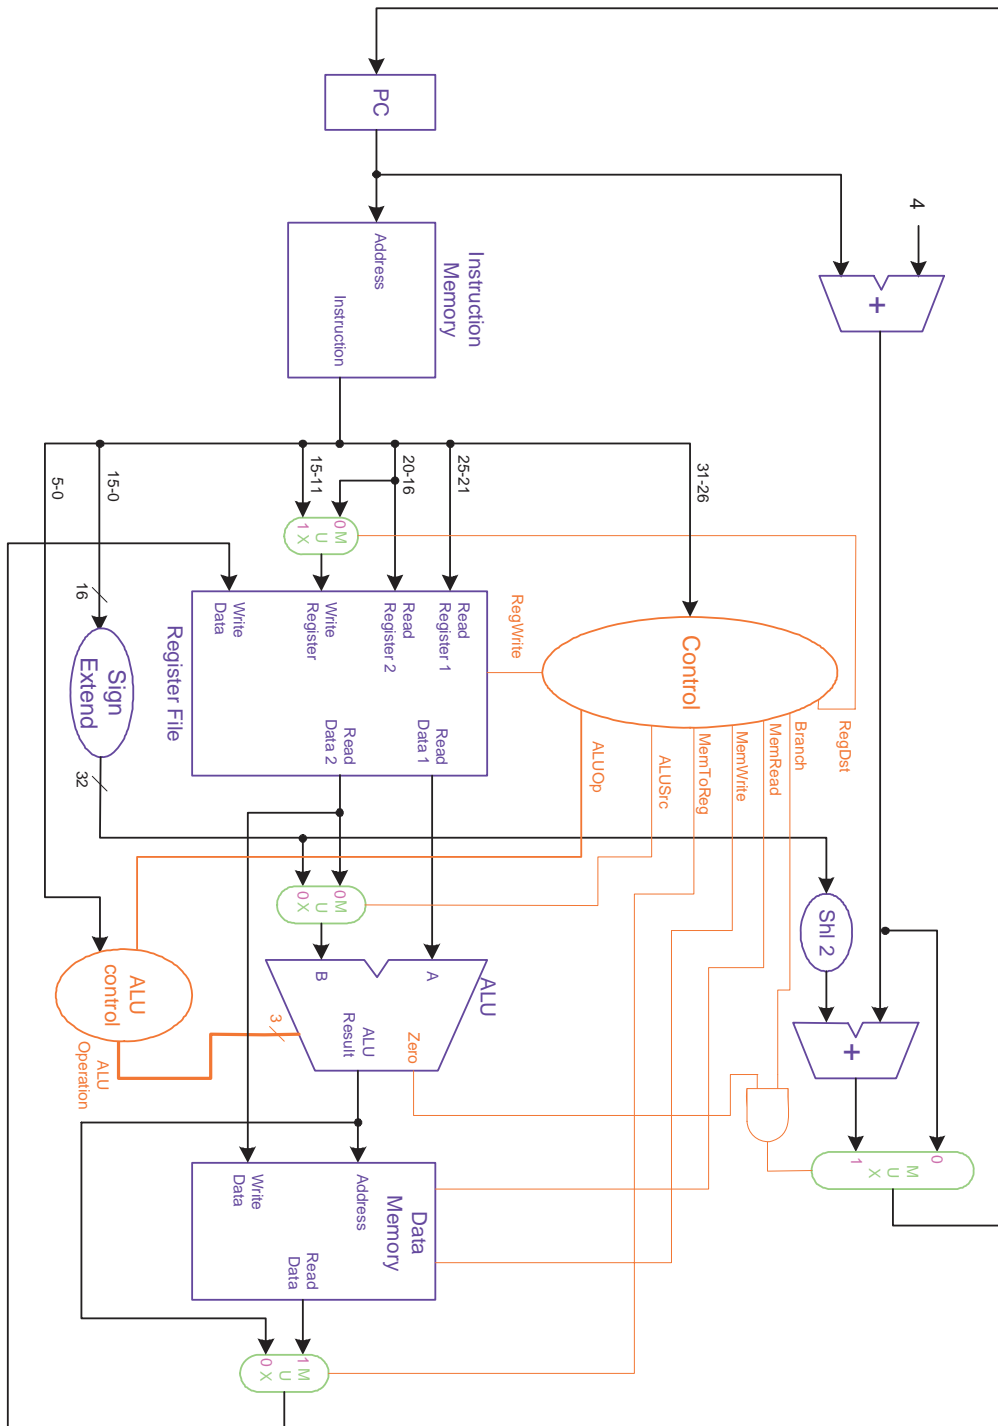 PC
4
+
Instruction
Memory
Address
Instruction
31-26
25-21
20-16
15-11
15-0
5-0
0 M
U
1 X
16
Sign
Extend
32
Register File
Read
Register 1
Read
Register 2
Write
Register
Write
Data
Read
Data 1
Read
Data 2
RegWrite
Control
RegDst
Branch
MemRead
MemWrite
MemToReg
ALUSrc
ALUOp
0 M
U
0 X
Shl 2
+
ALU
A
B
Zero
ALU
Result
3
ALU
control
ALU
Operation
0
M
U
1 X
Data
Memory
Address
Write
Data
Read
Data
1 M
U
0 X